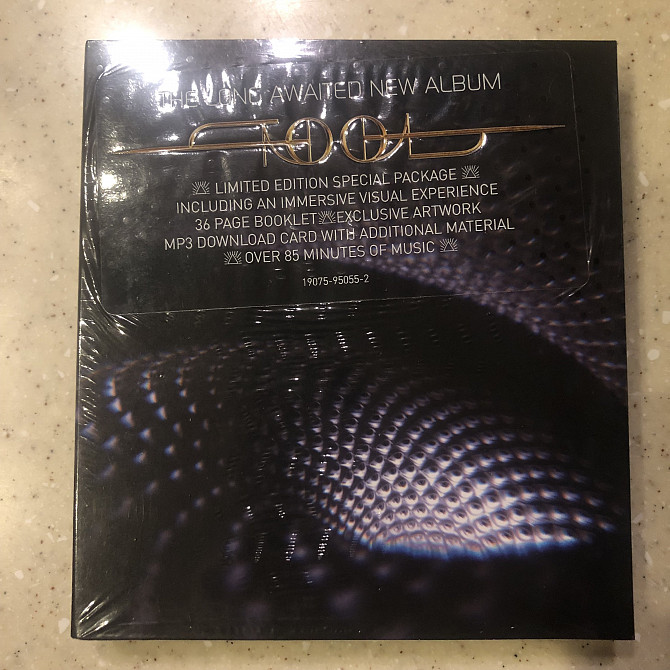 THE LONG AWAITED NEW ALBUM
TOOL
LIMITED EDITION SPECIAL PACKAGE
INCLUDING AN IMMERSIVE VISUAL EXPERIENCE
36 PAGE BOOKLET EXCLUSIVE ARTWORK
MP3 DOWNLOAD CARD WITH ADDITIONAL MATERIAL
OVER 85 MINUTES OF MUSIC
19075-95055-2